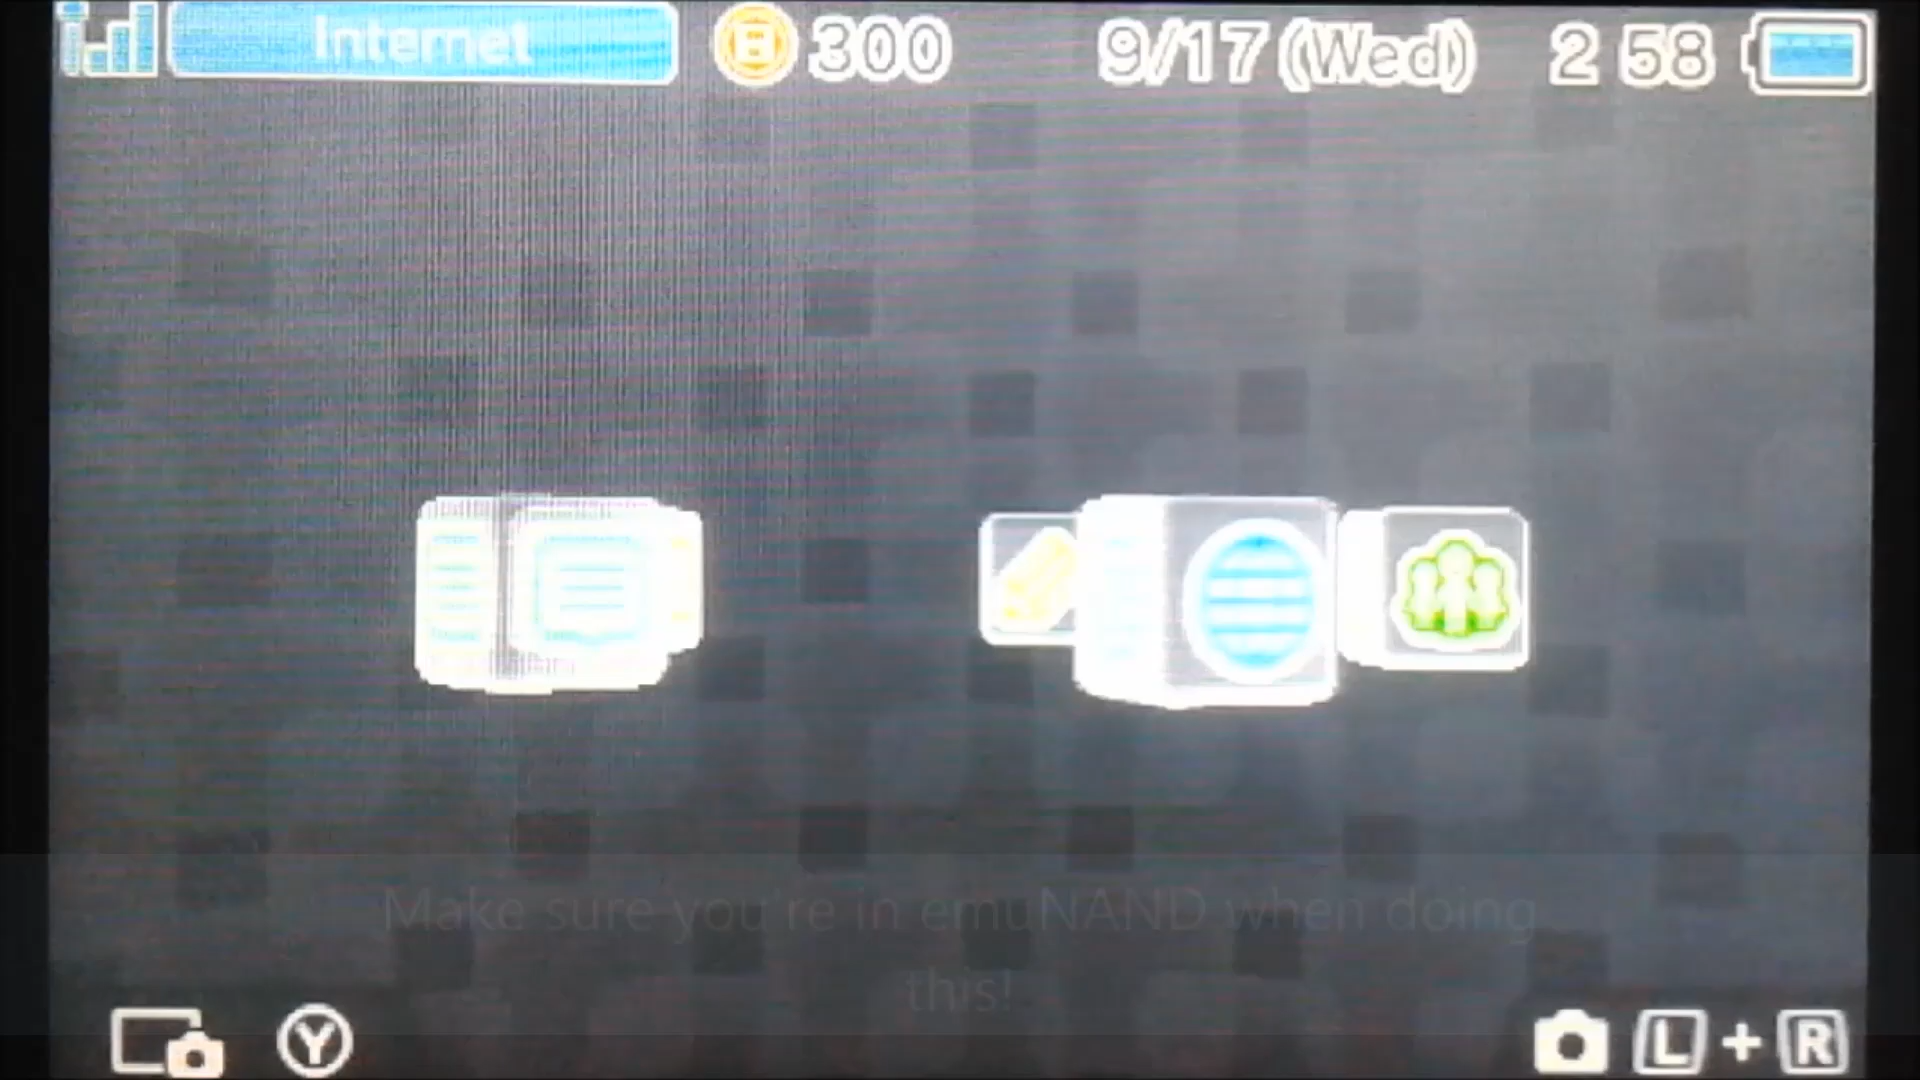 Internet 300 9/17(Wed) 2 58
Make sure you're in emuNAND when doing
this!
Y L + R